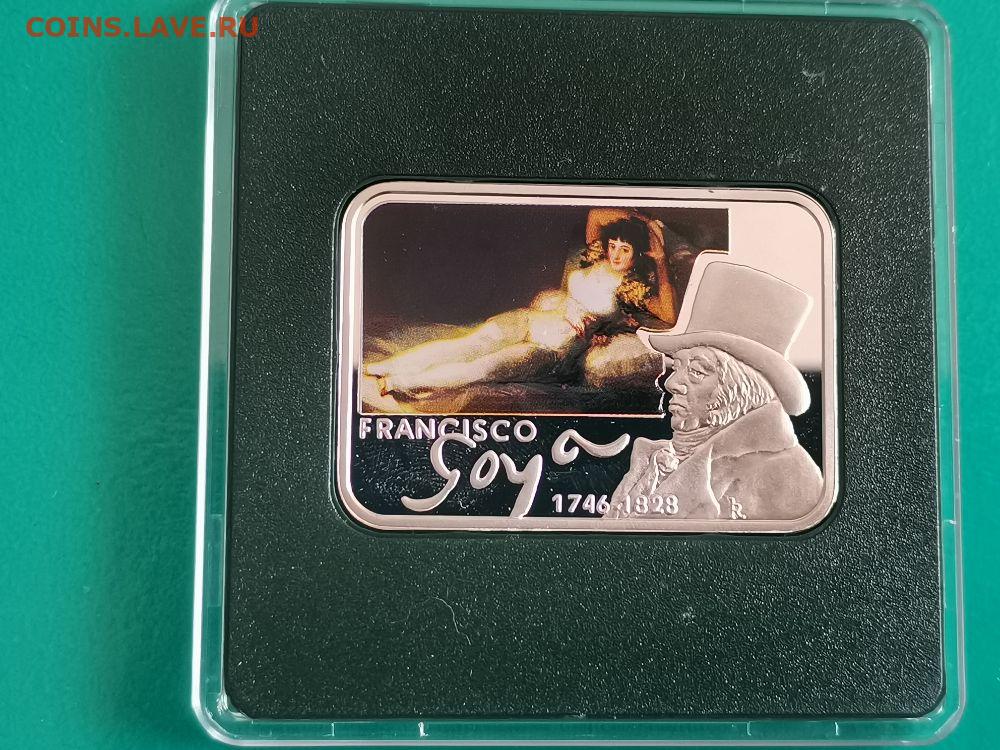 COINS.LAVE.RU
FRANCISCO
Goya
1746-1828
R